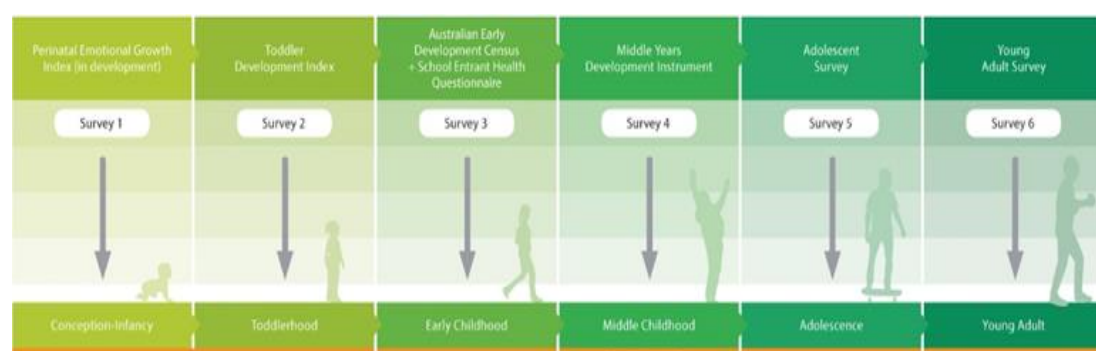 Perinatal Emotional Growth
Index (in development)
Toddler
Development Index
Australian Early
Development Census
+ School Entrant Health
Questionnaire
Middle Years
Development Instrument
Adolescent
Survey
Young
Adult Survey
Survey 1
Survey 2
Survey 3
Survey 4
Survey 5
Survey 6
Conception-Infancy
Toddlerhood
Early Childhood
Middle Childhood
Adolescence
Young Adult